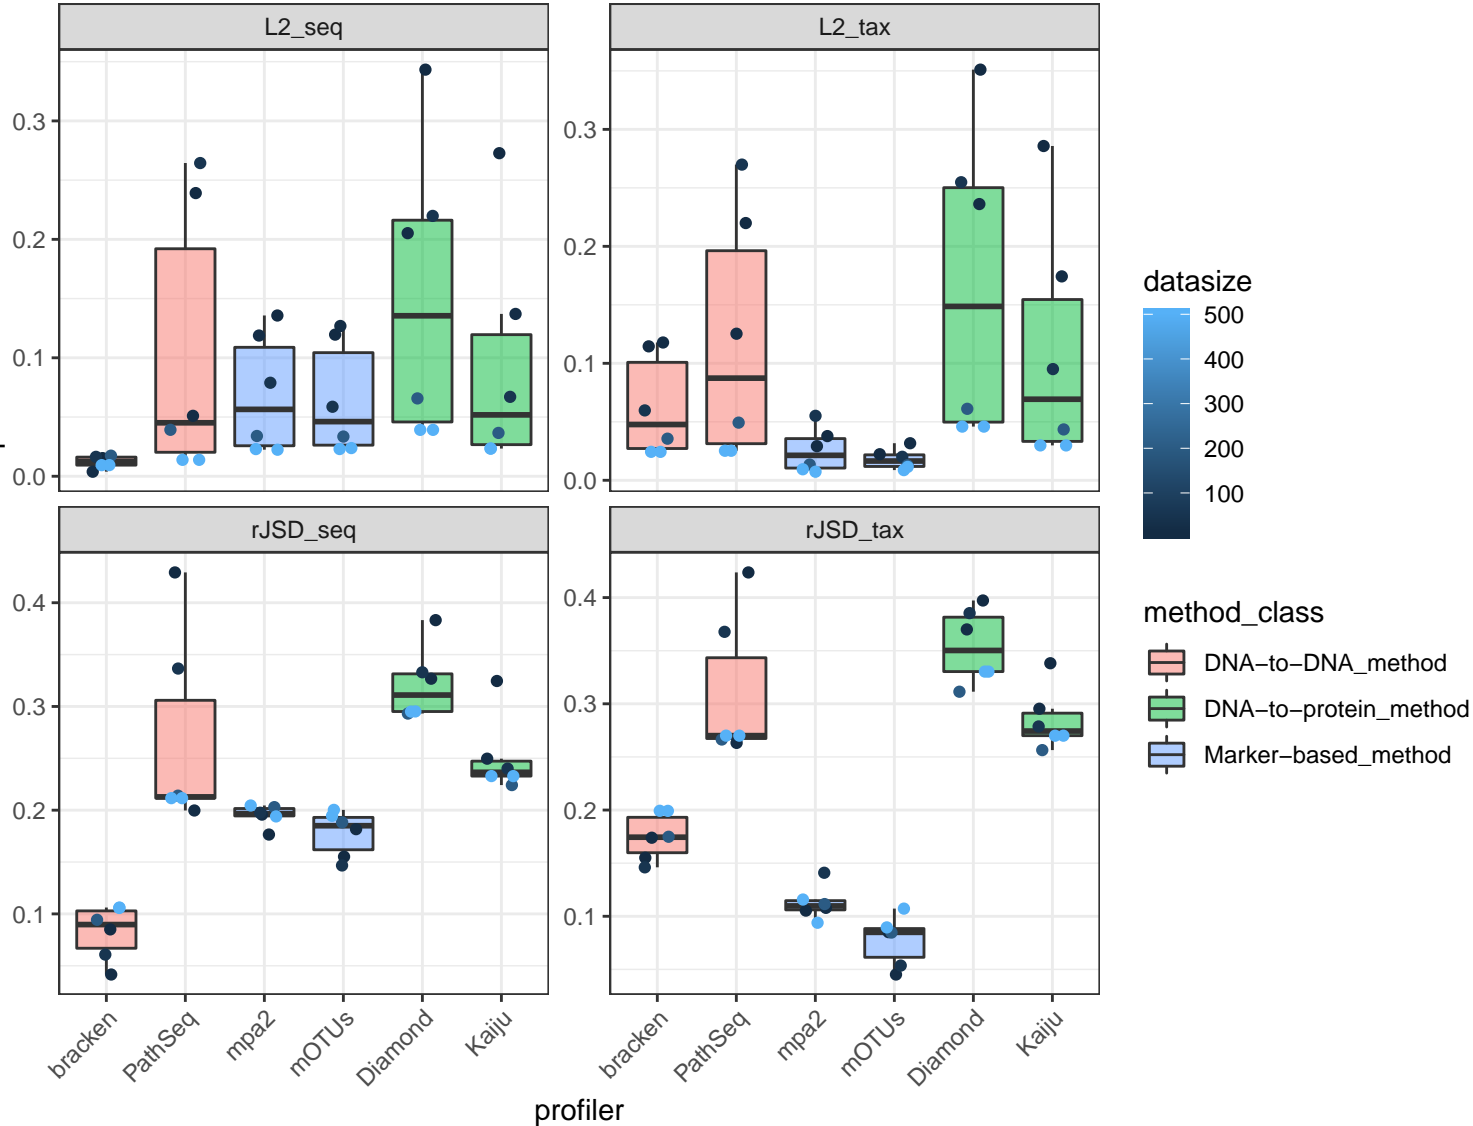 L2_seq
L2_tax
0.3
0.2
0.1
0.0
0.3
0.2
0.1
0.0
rJSD_seq
rJSD_tax
0.4
0.3
0.2
0.1
0.4
0.3
0.2
0.1
bracken
PathSeq
mpa2
mOTUs
Diamond
Kaiju
bracken
PathSeq
mpa2
mOTUs
Diamond
Kaiju
profiler
datasize
500
400
300
200
100
method_class
DNA−to−DNA_method
DNA−to−protein_method
Marker−based_method